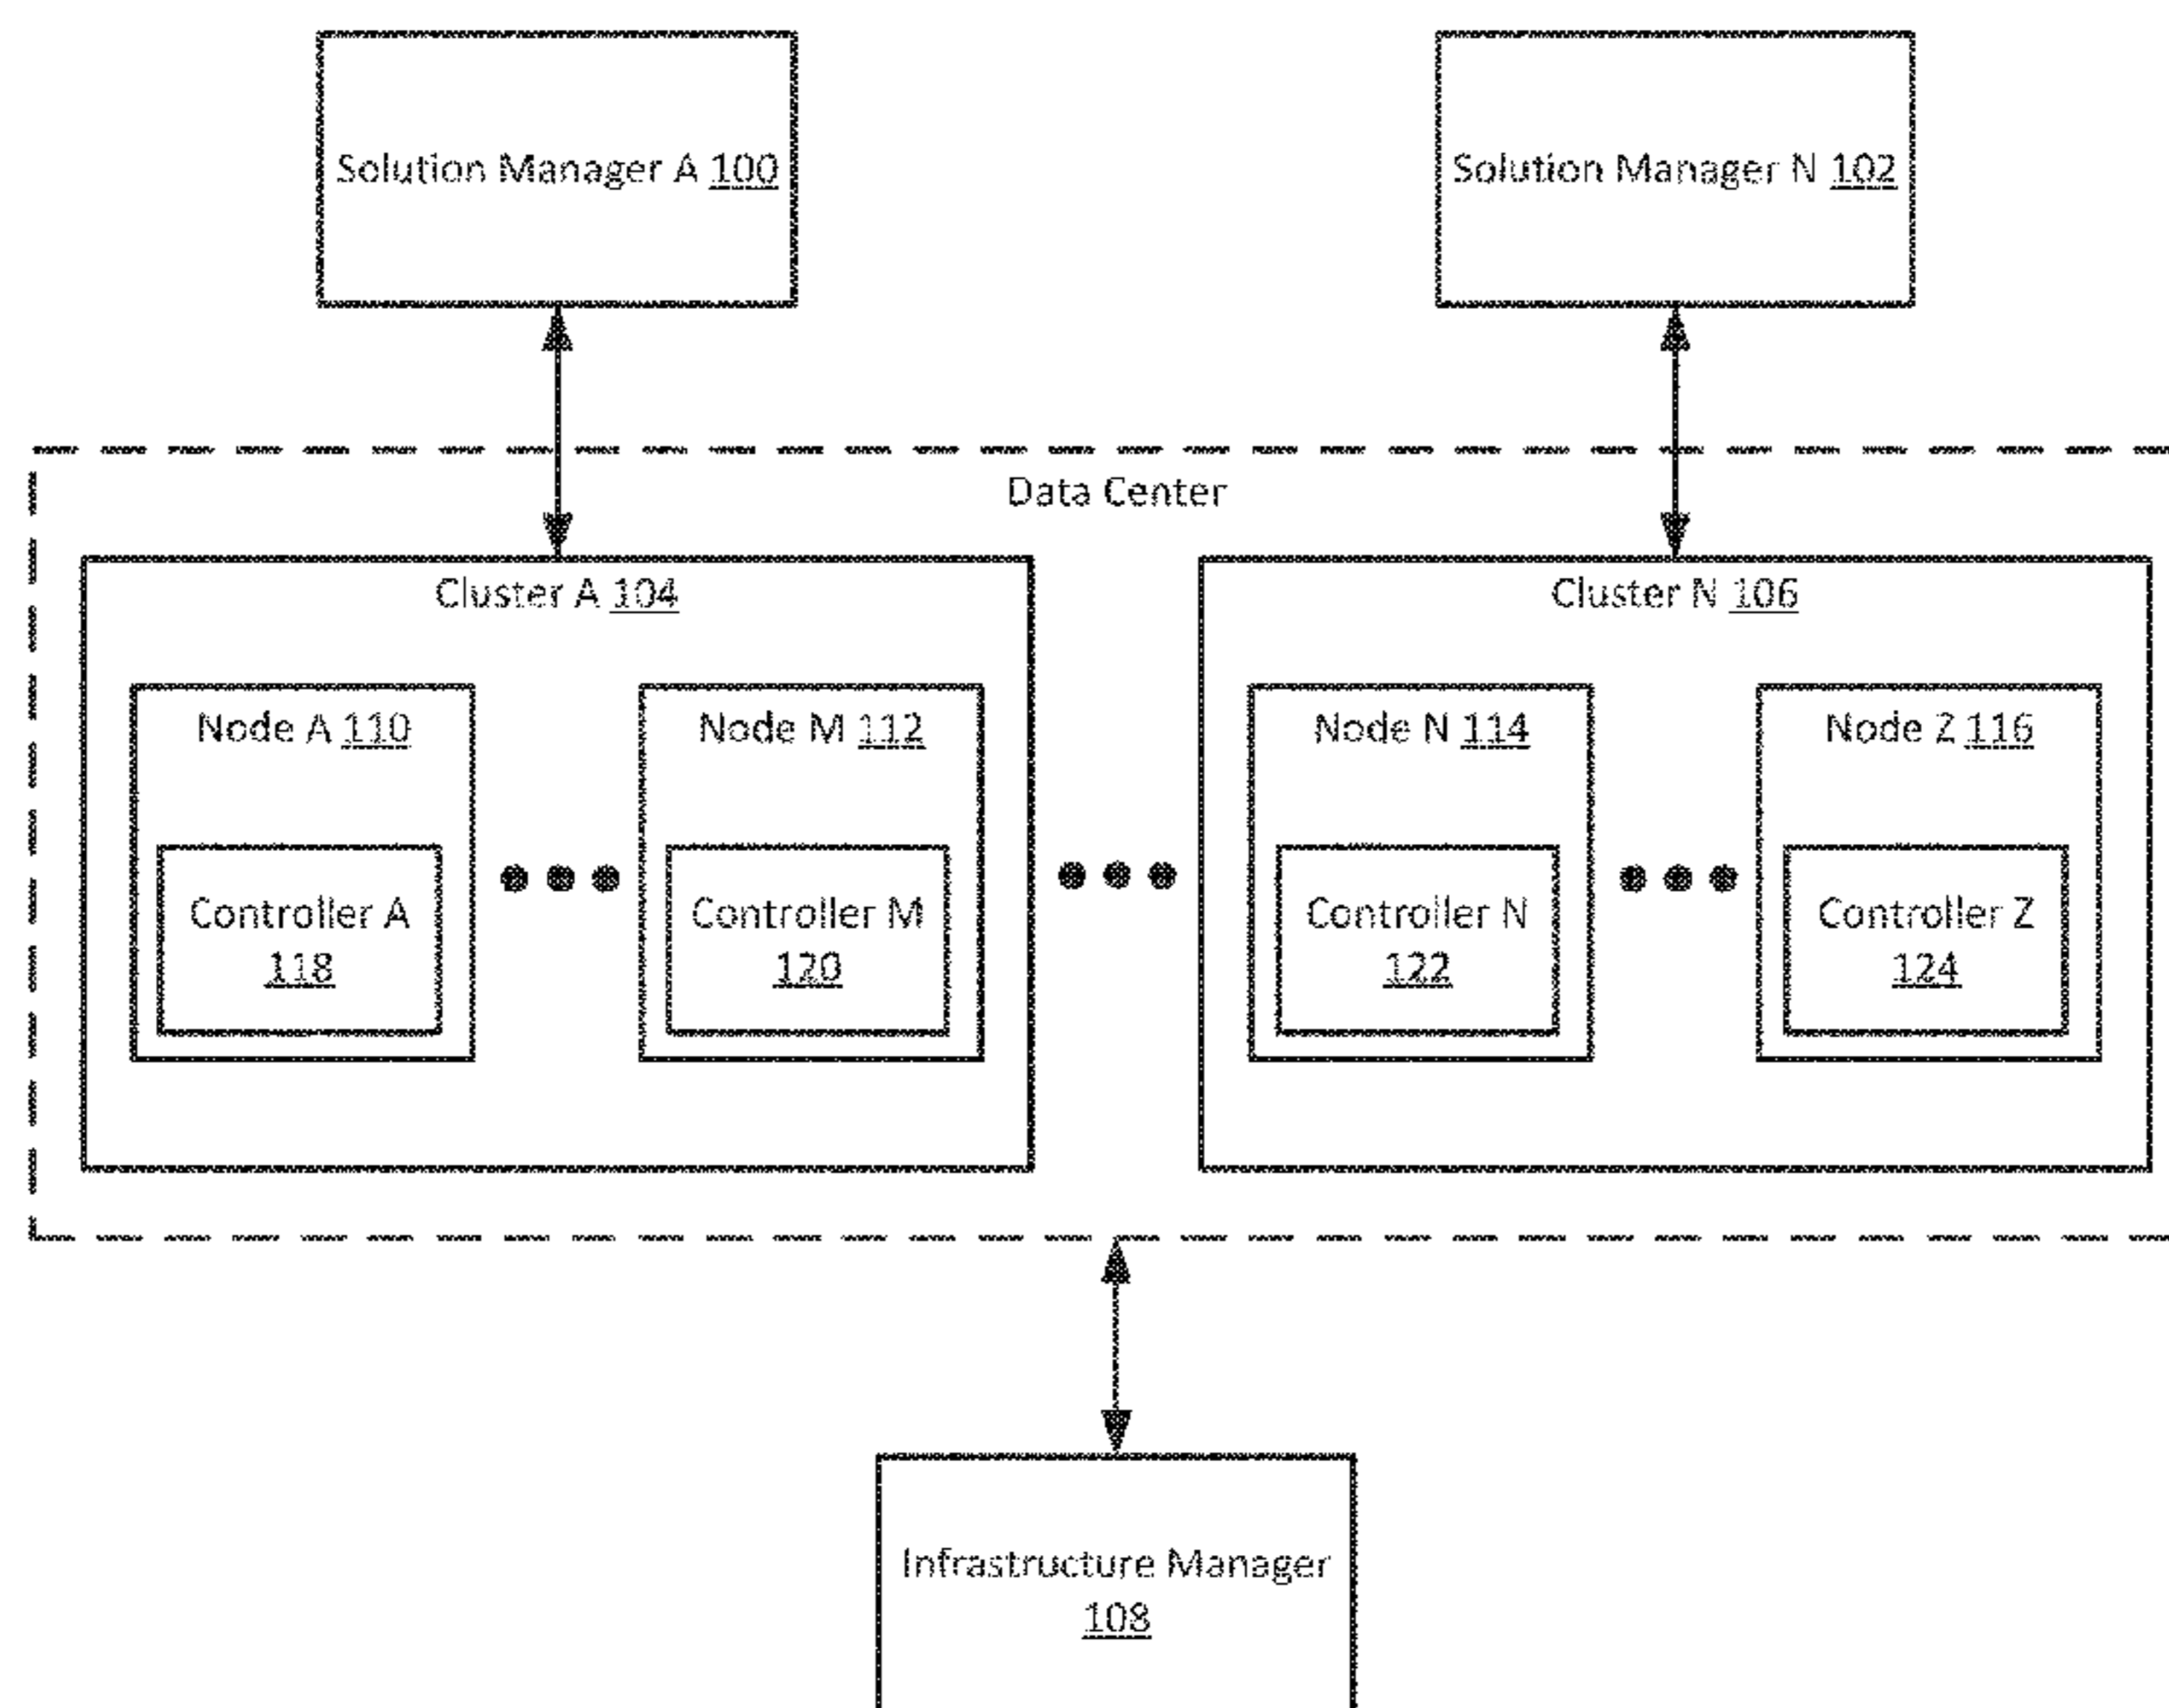 Solution Manager A 100
Solution Manager N 102
Data Center
Cluster A 104
Cluster N 106
Node A 110
Node M 112
Node N 114
Node Z 116
Controller A
118
Controller M
120
Controller N
122
Controller Z
124
Infrastructure Manager
108